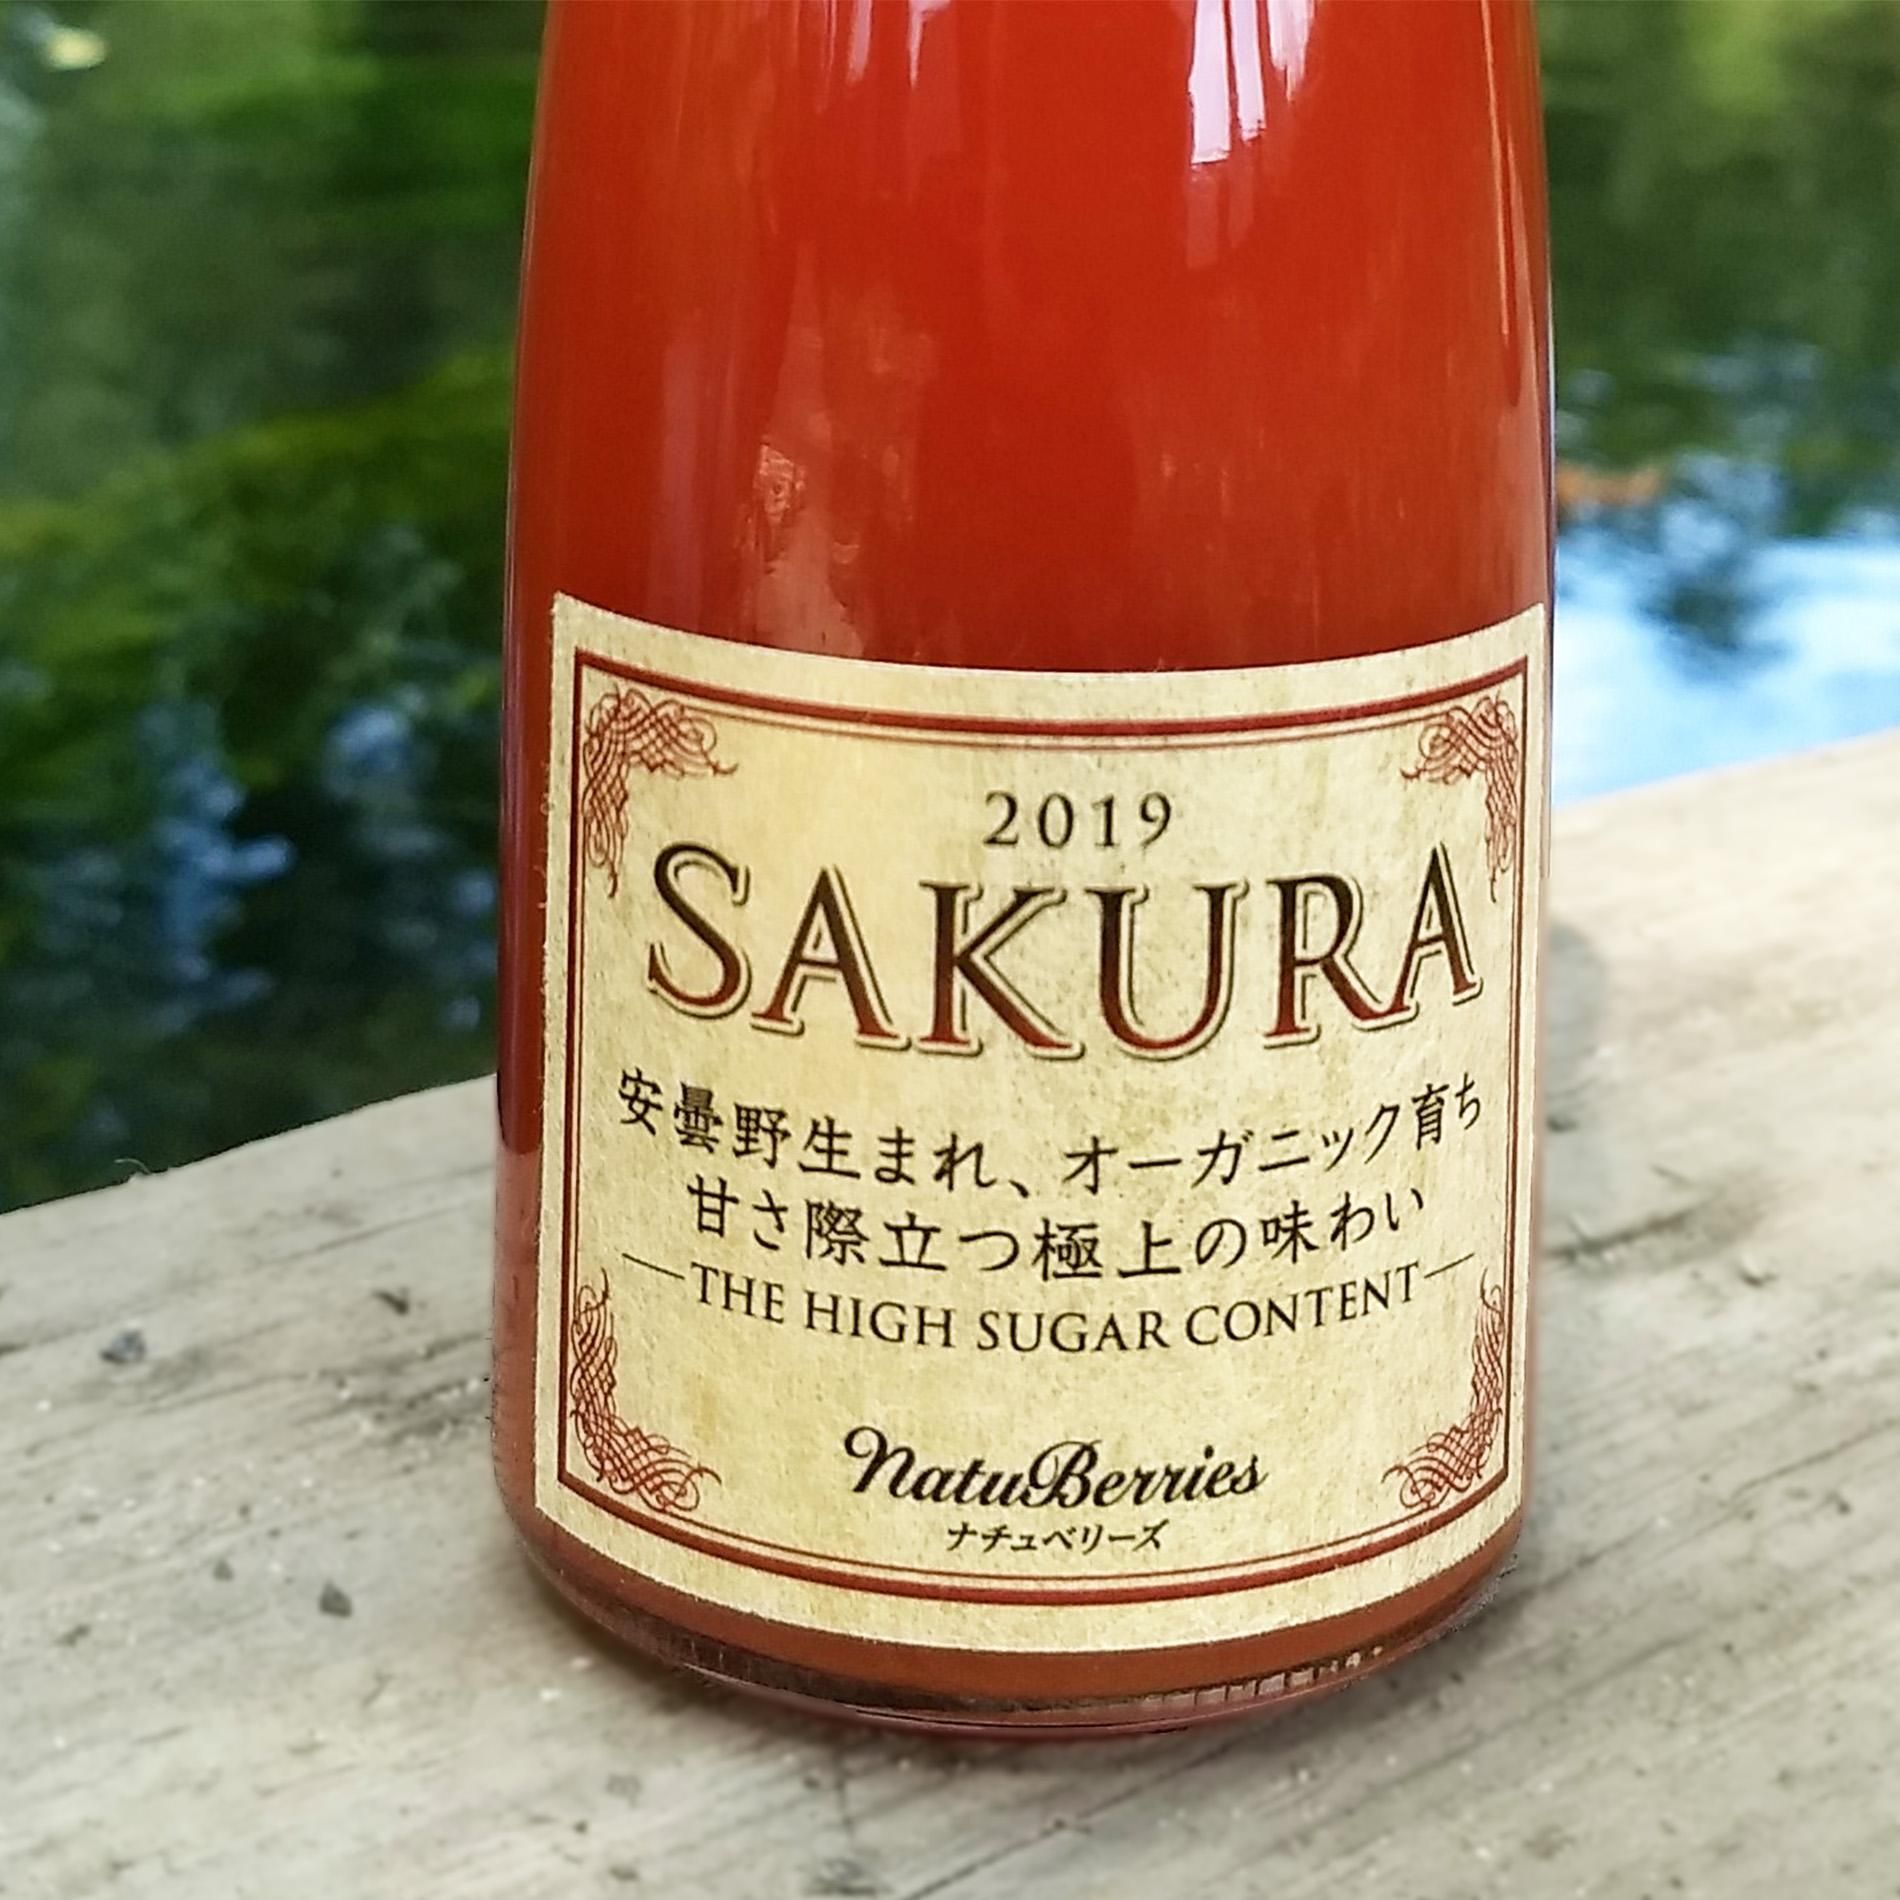 2019
SAKURA
安曇野生まれ、オーガニック育ち
甘さ際立つ極上の味わい
THE HIGH SUGAR CONTENT
NatuBerries
ナチュベリーズ